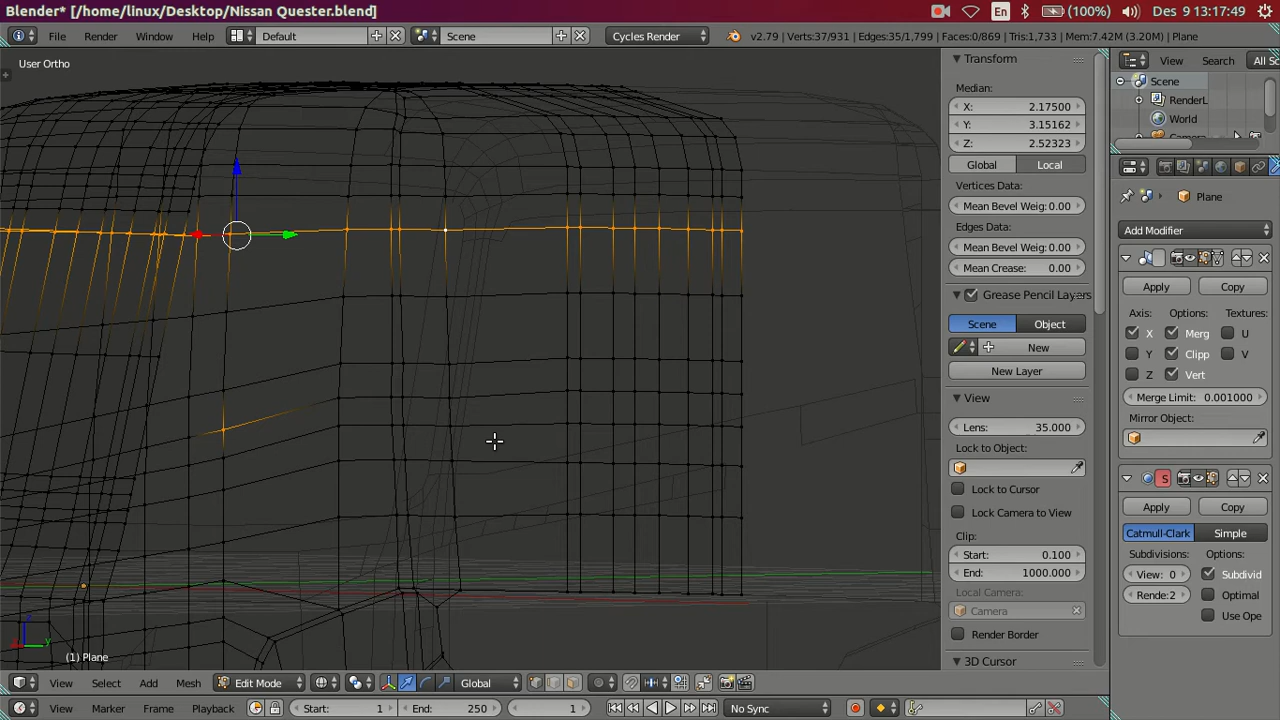 Blender* [/home/linux/Desktop/Nissan Quester.blend]
En
(100%)
Des 9 13:17:49
File
Render
Window
Help
Default
Scene
Cycles Render
v2.79 | Verts:37/931 | Edges:35/1,799 | Faces:0/869 | Tris:1,733 | Mem:7.42M (3.20M) | Plane
User Ortho
Transform
Median:
X: 2.17500
Y: 3.15162
Z: 2.52323
Global
Local
Vertices Data:
Mean Bevel Weig: 0.00
Edges Data:
Mean Bevel Weig: 0.00
Mean Crease: 0.00
Grease Pencil Layers
Scene
Object
New
New Layer
View
Lens: 35.000
Lock to Object:
Lock to Cursor
Lock Camera to View
Clip:
Start: 0.100
End: 1000.000
Local Camera:
Camera
Render Border
3D Cursor
View
Search
All Sc
Scene
RenderL
World
Camera
Plane
Add Modifier
Apply
Copy
Axis:
Options:
Textures:
X
Merg
U
Y
Clipp
V
Z
Vert
Merge Limit: 0.001000
Mirror Object:
S
Apply
Copy
Catmull-Clark
Simple
Subdivisions:
Options:
View: 0
Subdivid
Rende: 2
Optimal
Use Ope
(1) Plane
View
Select
Add
Mesh
Edit Mode
Global
View
Marker
Frame
Playback
Start: 1
End: 250
1
No Sync